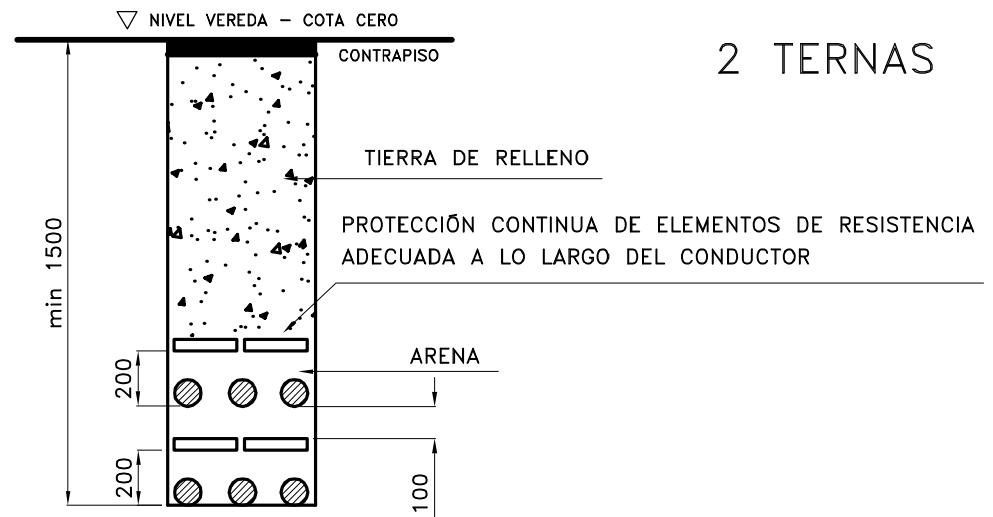 NIVEL VEREDA – COTA CERO
CONTRAPISO
2 TERNAS
TIERRA DE RELLENO
PROTECCIÓN CONTINUA DE ELEMENTOS DE RESISTENCIA
ADECUADA A LO LARGO DEL CONDUCTOR
min 1500
ARENA
200
200
100